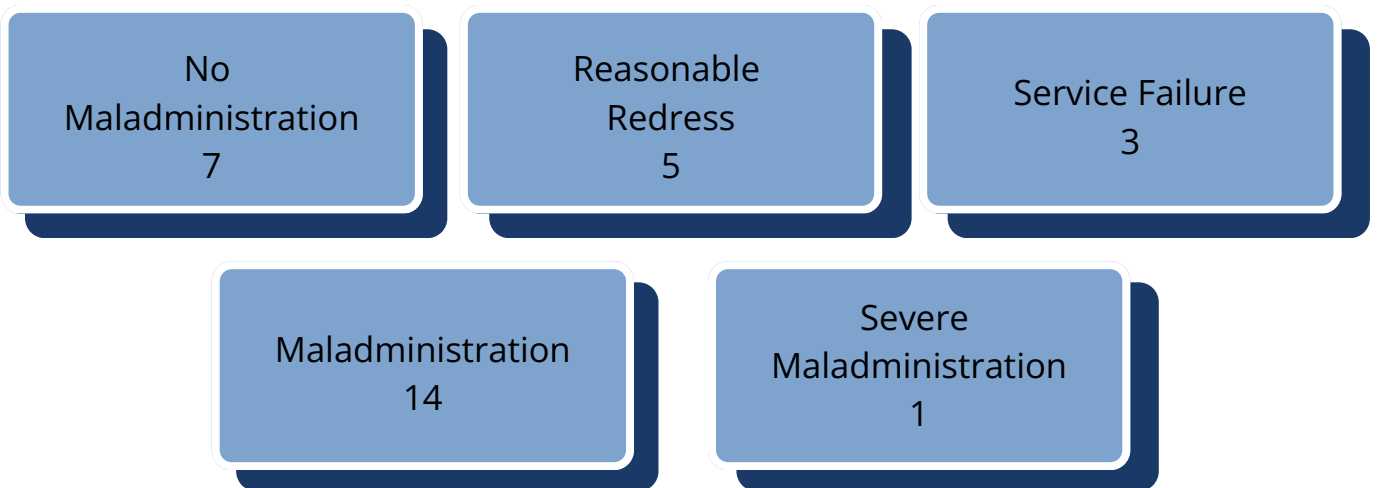 No
Maladministration
7
Reasonable
Redress
5
Service Failure
3
Maladministration
14
Severe
Maladministration
1